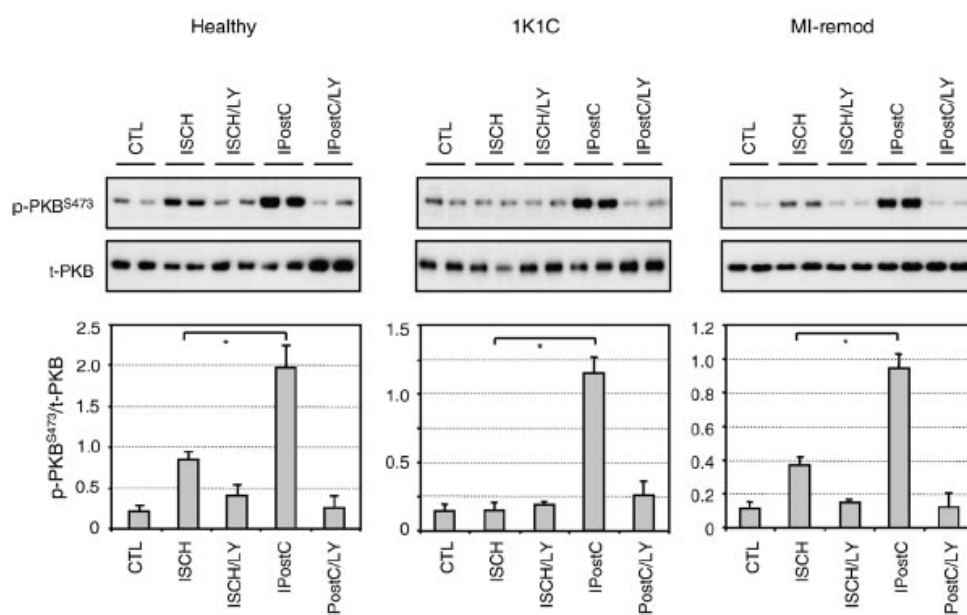 Healthy 1K1C MI-remod
CTL ISCH ISCH/LY IPostC IPostC/LY CTL ISCH ISCH/LY IPostC IPostC/LY CTL ISCH ISCH/LY IPostC IPostC/LY
p-PKBS473
t-PKB
p-PKBS473/t-PKB
2.5
2.0
1.5
1.0
0.5
0
*
CTL ISCH ISCH/LY IPostC PostC/LY
1.5
1.0
0.5
0.25
0
*
CTL ISCH ISCH/LY IPostC PostC/LY
1.2
1.0
0.8
0.6
0.4
0.2
0
*
CTL ISCH ISCH/LY IPostC PostC/LY